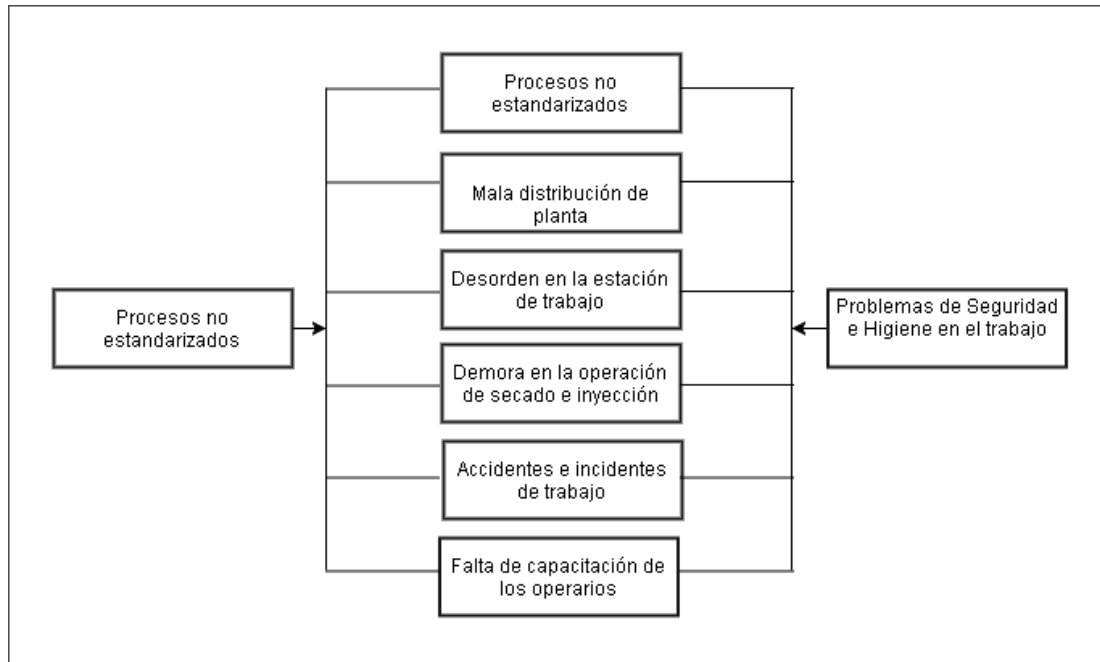 Procesos no
estandarizados
Mala distribución de
planta
Desorden en la estación
de trabajo
Procesos no
estandarizados
Problemas de Seguridad
e Higiene en el trabajo
Demora en la operación
de secado e inyección
Accidentes e incidentes
de trabajo
Falta de capacitación de
los operarios